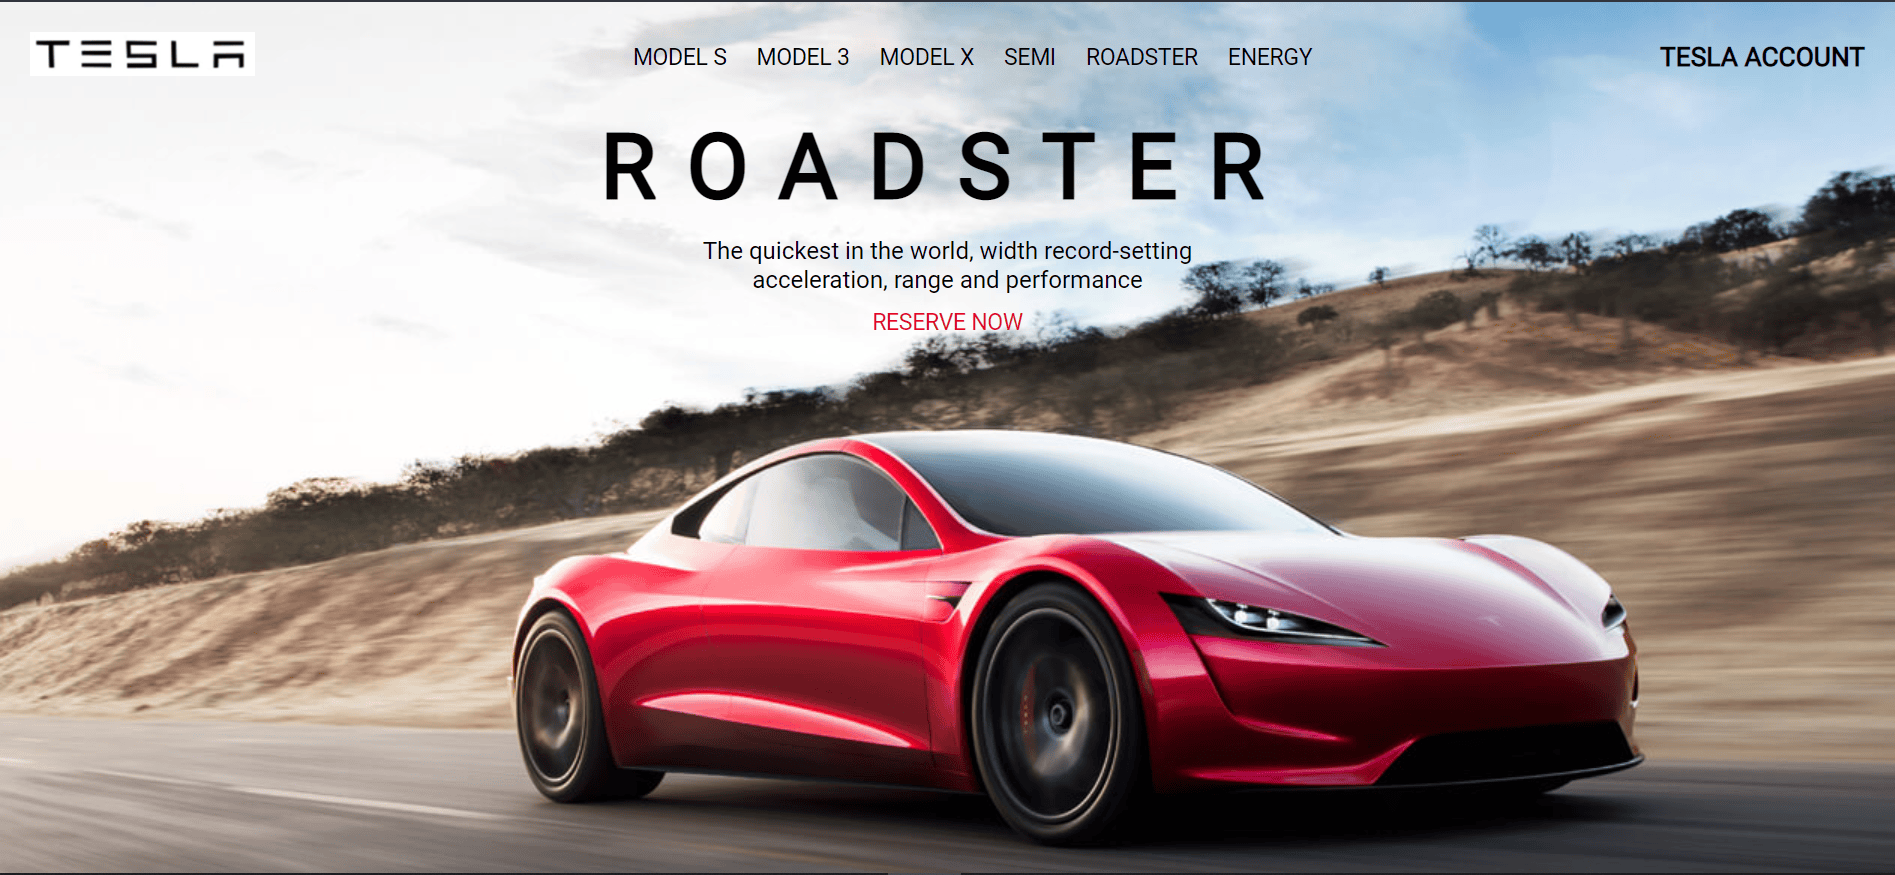 TESLA
MODEL S MODEL 3 MODEL X SEMI ROADSTER ENERGY
TESLA ACCOUNT
ROADSTER
The quickest in the world, width record-setting
acceleration, range and performance
RESERVE NOW